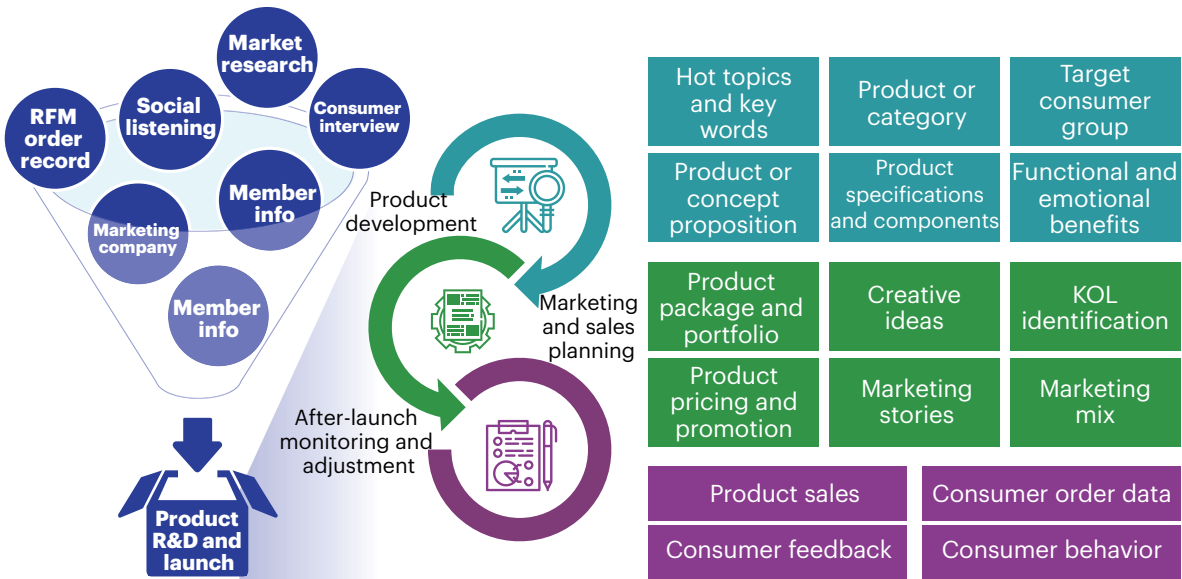 Market
research
Social
listening
Consumer
interview
RFM
order
record
Member
info
Marketing
company
Member
info
Product
R&D and
launch
Product
development
Marketing
and sales
planning
After-launch
monitoring and
adjustment
Hot topics
and key
words
Product or
category
Target
consumer
group
Product or
concept
proposition
Product
specifications
and components
Functional and
emotional
benefits
Product
package and
portfolio
Creative
ideas
KOL
identification
Product
pricing and
promotion
Marketing
stories
Marketing
mix
Product sales
Consumer order data
Consumer feedback
Consumer behavior